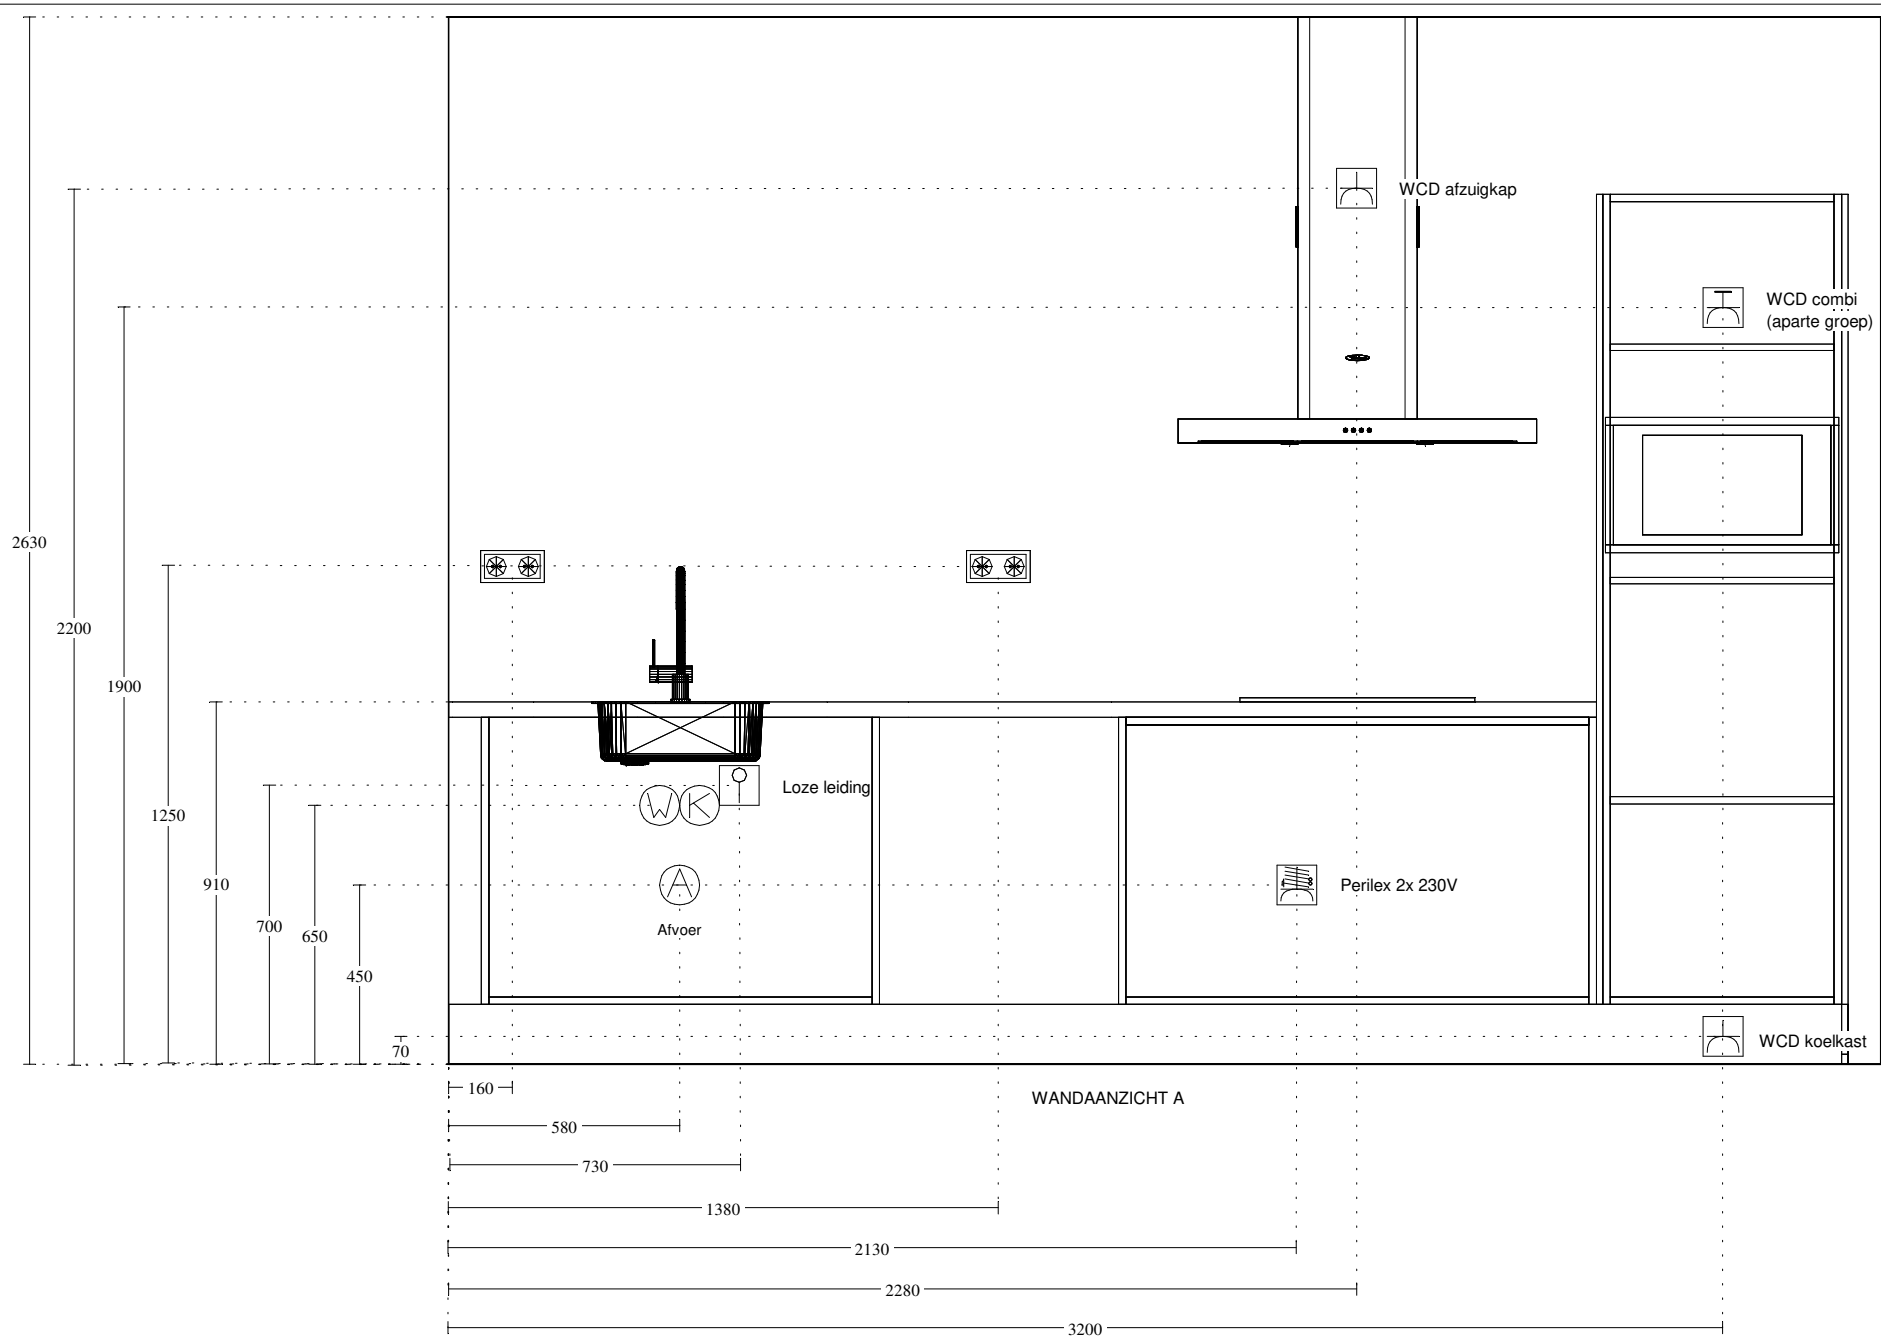 WCD afzuigkap
WCD combi
(aparte groep)
2630
2200
1900
1250
910
700
650
450
70
W K
Loze leiding
A
Afvoer
Perilex 2x 230V
WCD koelkast
160
WANDAANZICHT A
580
730
1380
2130
2280
3200